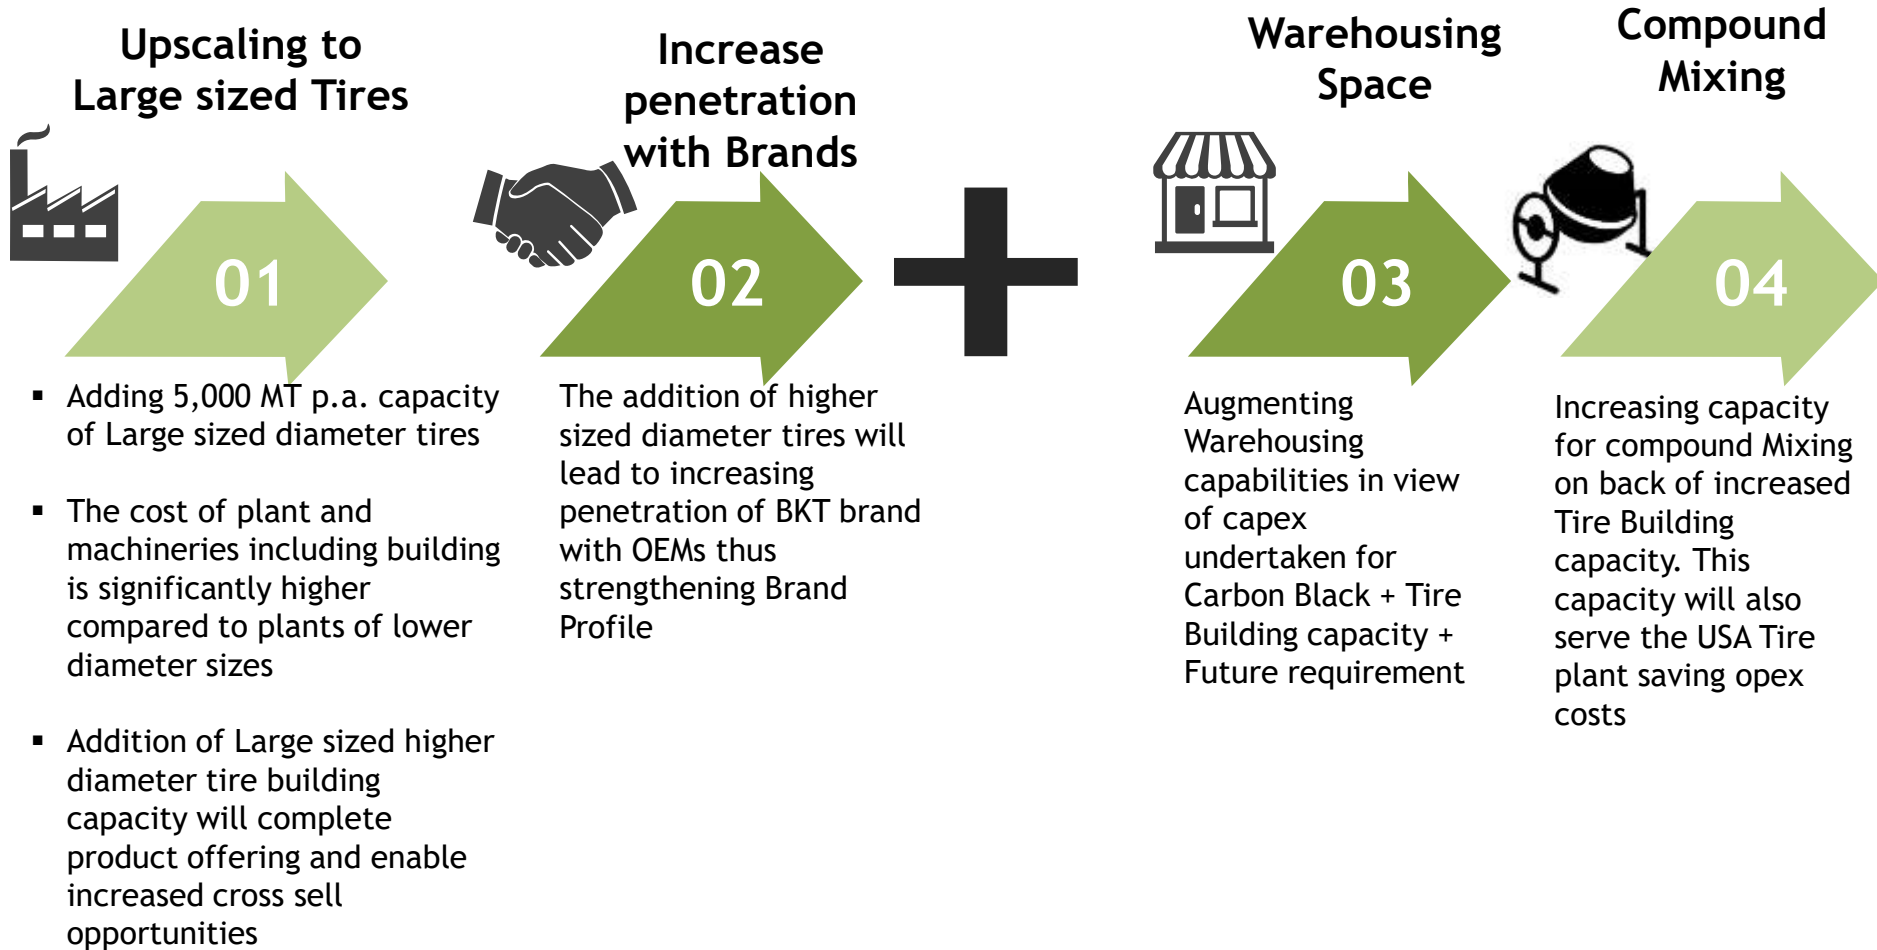 Upscaling to
Large sized Tires
01
▪ Adding 5,000 MT p.a. capacity
of Large sized diameter tires
▪ The cost of plant and
machineries including building
is significantly higher
compared to plants of lower
diameter sizes
▪ Addition of Large sized higher
diameter tire building
capacity will complete
product offering and enable
increased cross sell
opportunities
Increase
penetration
with Brands
02
The addition of higher
sized diameter tires will
lead to increasing
penetration of BKT brand
with OEMs thus
strengthening Brand
Profile
Warehousing
Space
03
Augmenting
Warehousing
capabilities in view
of capex
undertaken for
Carbon Black + Tire
Building capacity +
Future requirement
Compound
Mixing
04
Increasing capacity
for compound Mixing
on back of increased
Tire Building
capacity. This
capacity will also
serve the USA Tire
plant saving opex
costs